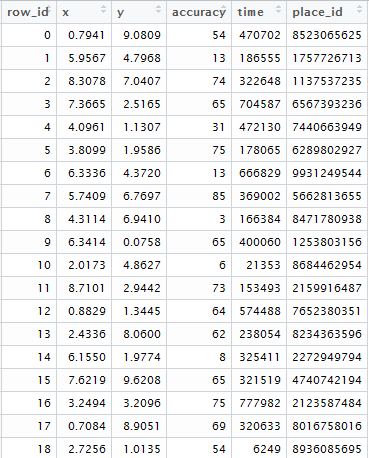 row_id x y accuracy time place_id
0 0.7941 9.0809 54 470702 8523065625
1 5.9567 4.7968 13 186555 1757726713
2 8.3078 7.0407 74 322648 1137537235
3 7.3665 2.5165 65 704587 6567393236
4 4.0961 1.1307 31 472130 7440663949
5 3.8099 1.9586 75 178065 6289802927
6 6.3336 4.3720 13 666829 9931249544
7 5.7409 6.7697 85 369002 5662813655
8 4.3114 6.9410 3 166384 8471780938
9 6.3414 0.0758 65 400060 1253803156
10 2.0173 4.8627 6 21353 8684462954
11 8.7101 2.9442 73 153493 2159916487
12 0.8829 1.3445 64 574488 7652380351
13 2.4336 8.0600 62 238054 8234363596
14 6.1550 1.9774 8 325411 2272949794
15 7.6219 9.6208 65 321519 4740742194
16 3.2494 3.2096 75 777982 2123587484
17 0.7084 8.9051 69 320633 8016758016
18 2.7256 1.0135 54 6249 8936085695